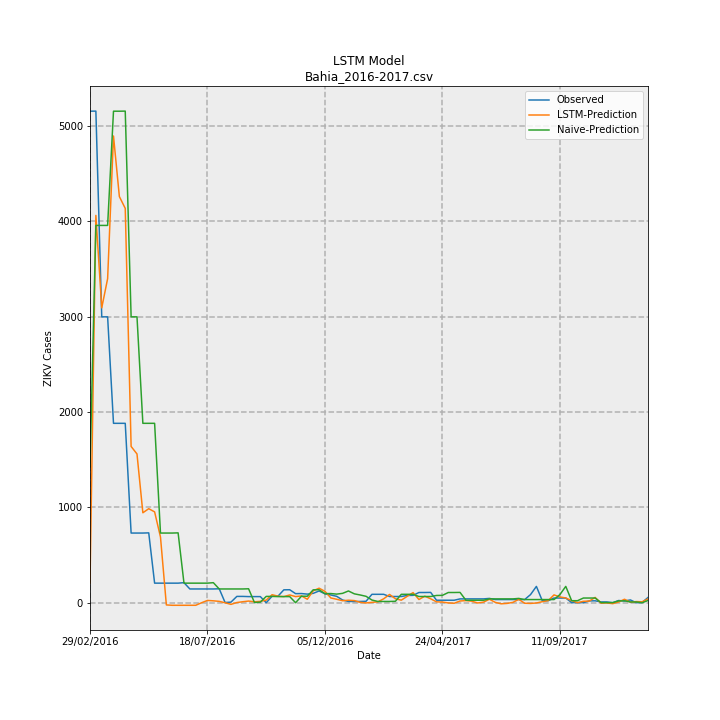 LSTM Model
Bahia_2016-2017.csv
Observed
LSTM-Prediction
Naive-Prediction
5000
4000
3000
2000
1000
0
ZIKV Cases
29/02/2016
18/07/2016
05/12/2016
24/04/2017
11/09/2017
Date